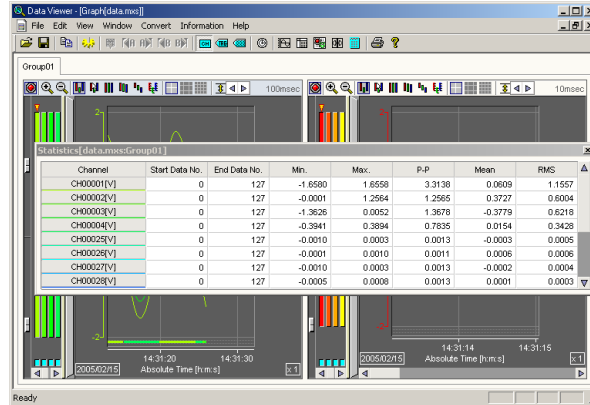 Data Viewer - [Graph[data.mxs]]
File Edit View Window Convert Information Help
Group01
100msec
10msec
2
2
Statistics[data.mxs:Group01]
Channel Start Data No. End Data No. Min. Max. P-P Mean RMS
CH00001[V] 0 127 -1.6580 1.6558 3.3138 0.0609 1.1557
CH00002[V] 0 127 -0.0001 1.2564 1.2565 0.3727 0.6004
CH00003[V] 0 127 -1.3626 0.0052 1.3678 -0.3779 0.6218
CH00004[V] 0 127 -0.3941 0.3894 0.7835 0.0154 0.3428
CH00025[V] 0 127 -0.0010 0.0003 0.0013 -0.0003 0.0005
CH00026[V] 0 127 -0.0001 0.0010 0.0011 0.0006 0.0006
CH00027[V] 0 127 -0.0010 0.0003 0.0013 -0.0002 0.0004
CH00028[V] 0 127 -0.0005 0.0008 0.0013 0.0001 0.0003
-2
-2
14:31:20 14:31:30
2005/02/15 Absolute Time [h:m:s] x 1
14:31:14 14:31:15
2005/02/15 Absolute Time [h:m:s] x 1
Ready